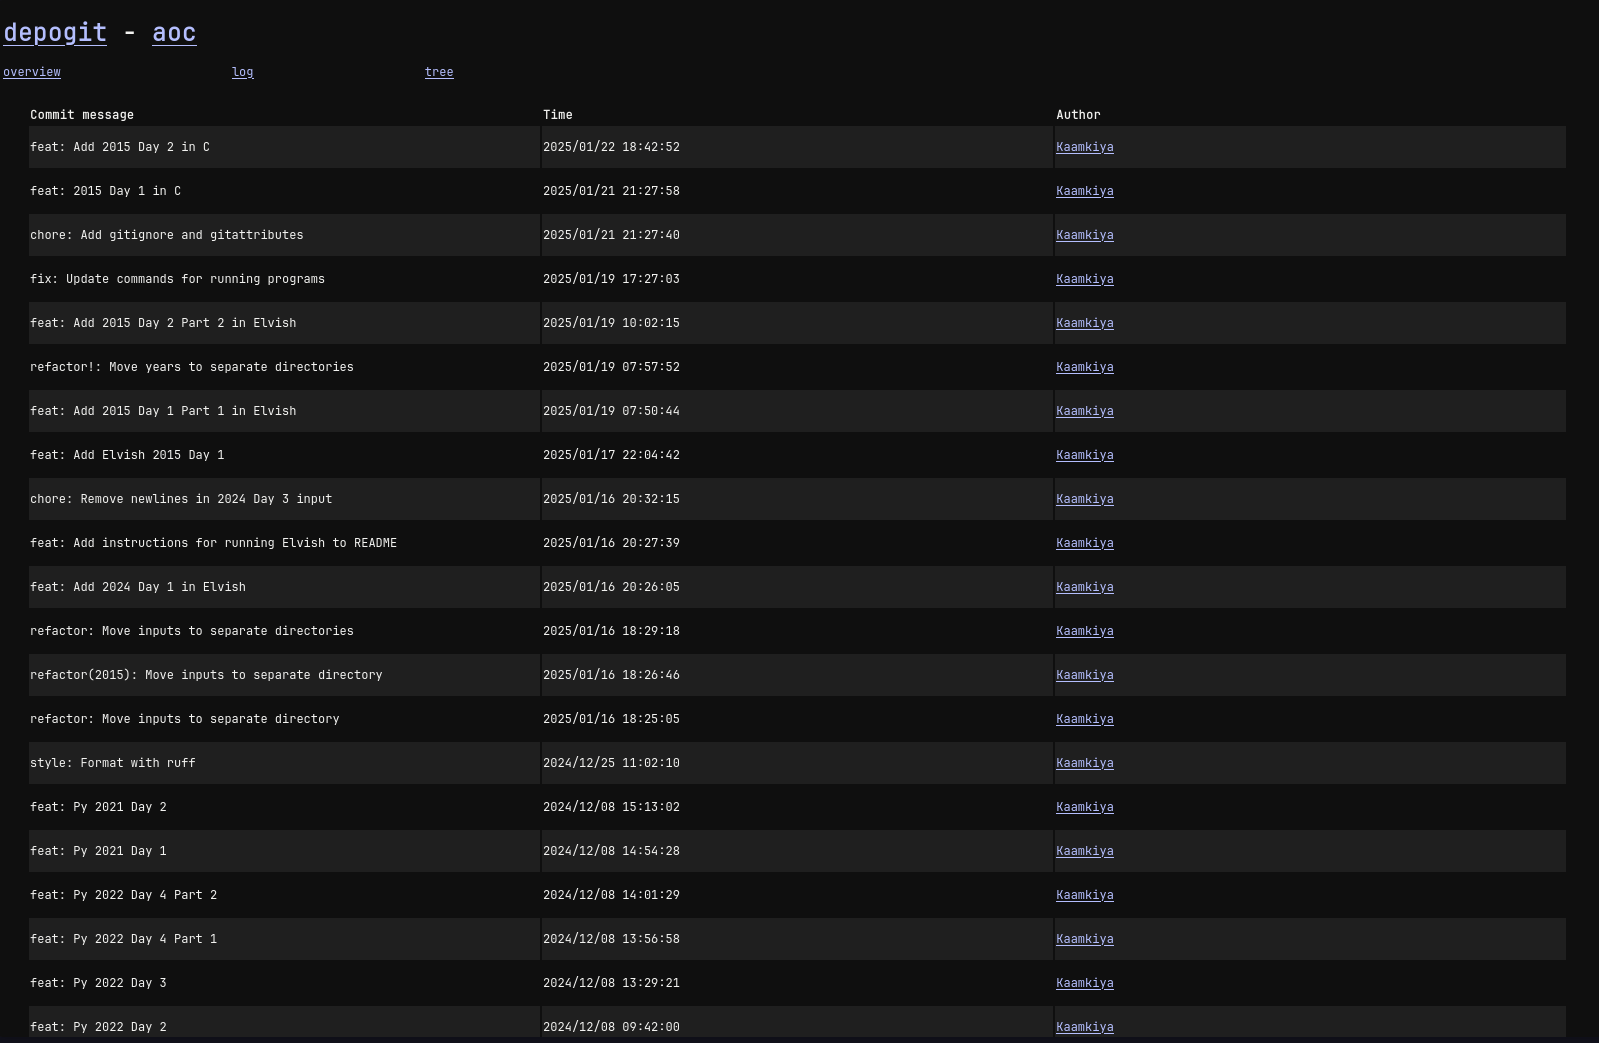 depogit - aoc
overview log tree
Commit message Time Author
feat: Add 2015 Day 2 in C 2025/01/22 18:42:52 Kaamkiya
feat: 2015 Day 1 in C 2025/01/21 21:27:58 Kaamkiya
chore: Add gitignore and gitattributes 2025/01/21 21:27:40 Kaamkiya
fix: Update commands for running programs 2025/01/19 17:27:03 Kaamkiya
feat: Add 2015 Day 2 Part 2 in Elvish 2025/01/19 10:02:15 Kaamkiya
refactor!: Move years to separate directories 2025/01/19 07:57:52 Kaamkiya
feat: Add 2015 Day 1 Part 1 in Elvish 2025/01/19 07:50:44 Kaamkiya
feat: Add Elvish 2015 Day 1 2025/01/17 22:04:42 Kaamkiya
chore: Remove newlines in 2024 Day 3 input 2025/01/16 20:32:15 Kaamkiya
feat: Add instructions for running Elvish to README 2025/01/16 20:27:39 Kaamkiya
feat: Add 2024 Day 1 in Elvish 2025/01/16 20:26:05 Kaamkiya
refactor: Move inputs to separate directories 2025/01/16 18:29:18 Kaamkiya
refactor(2015): Move inputs to separate directory 2025/01/16 18:26:46 Kaamkiya
refactor: Move inputs to separate directory 2025/01/16 18:25:05 Kaamkiya
style: Format with ruff 2024/12/25 11:02:10 Kaamkiya
feat: Py 2021 Day 2 2024/12/08 15:13:02 Kaamkiya
feat: Py 2021 Day 1 2024/12/08 14:54:28 Kaamkiya
feat: Py 2022 Day 4 Part 2 2024/12/08 14:01:29 Kaamkiya
feat: Py 2022 Day 4 Part 1 2024/12/08 13:56:58 Kaamkiya
feat: Py 2022 Day 3 2024/12/08 13:29:21 Kaamkiya
feat: Py 2022 Day 2 2024/12/08 09:42:00 Kaamkiya